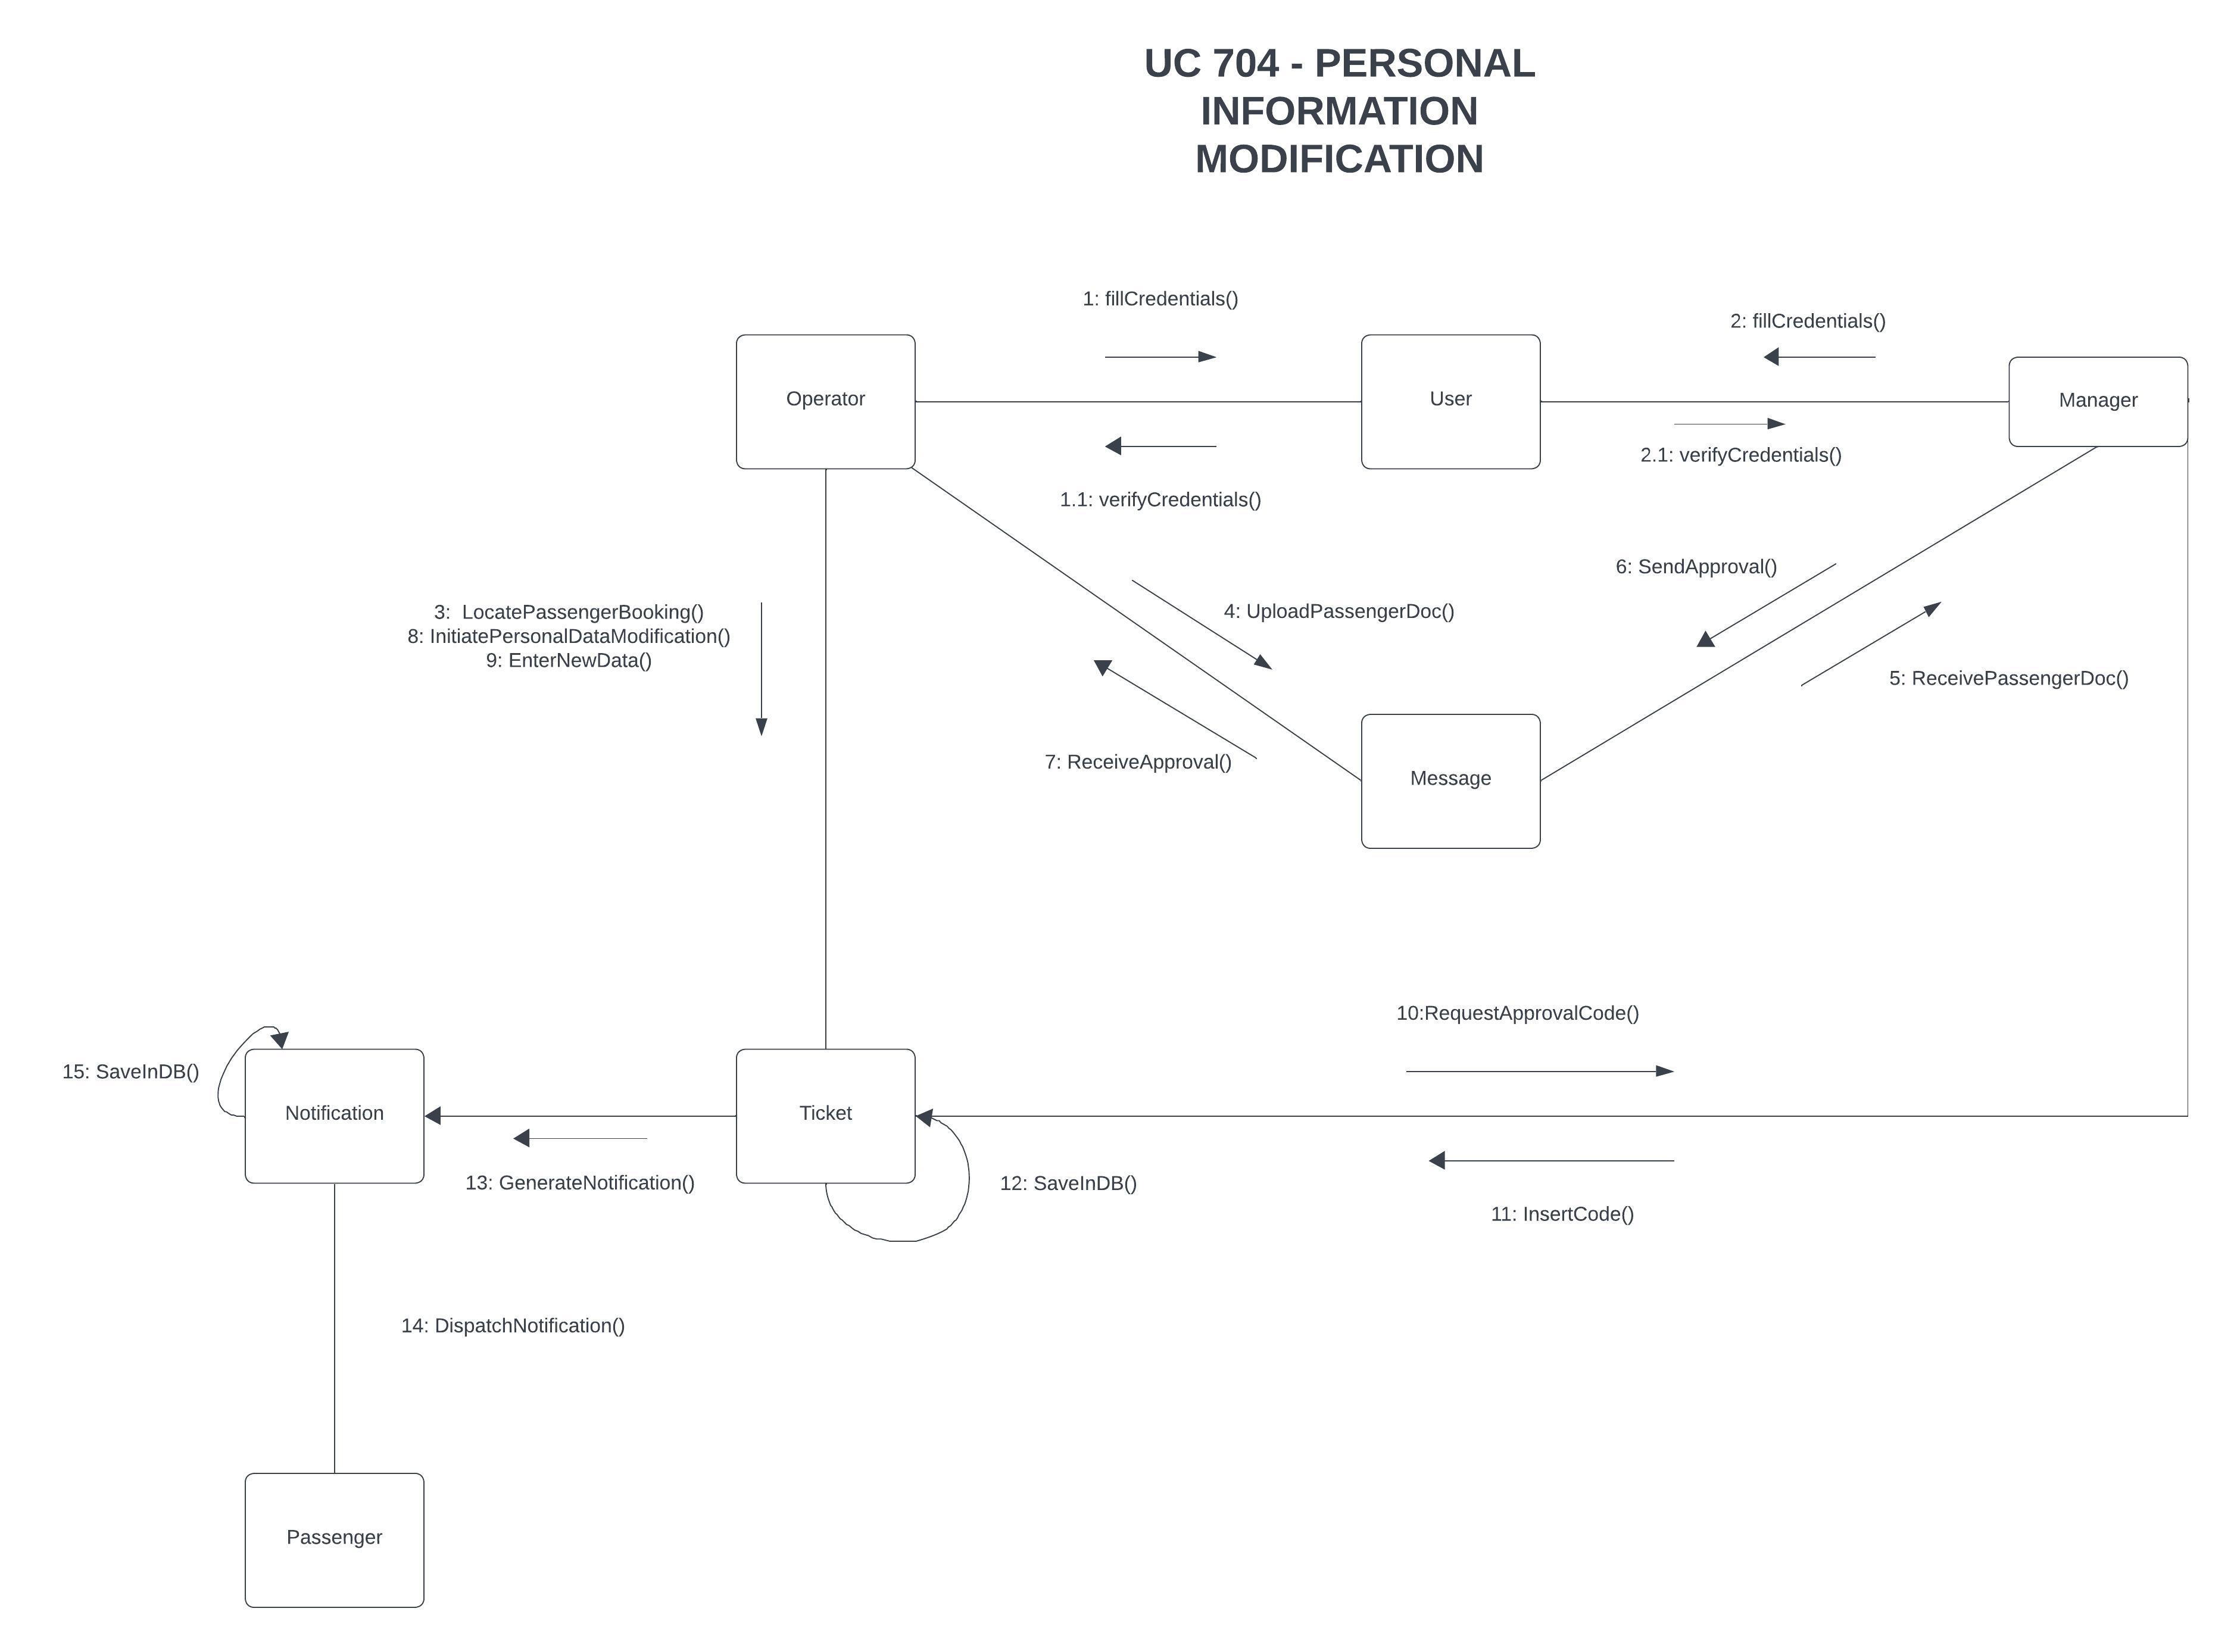 UC 704 - PERSONAL
INFORMATION
MODIFICATION
1: fillCredentials()
2: fillCredentials()
Operator
User
Manager
2.1: verifyCredentials()
1.1: verifyCredentials()
6: SendApproval()
3:  LocatePassengerBooking()
8: InitiatePersonalDataModification()
9: EnterNewData()
4: UploadPassengerDoc()
5: ReceivePassengerDoc()
7: ReceiveApproval()
Message
10:RequestApprovalCode()
15: SaveInDB()
Notification
Ticket
13: GenerateNotification()
12: SaveInDB()
11: InsertCode()
14: DispatchNotification()
Passenger